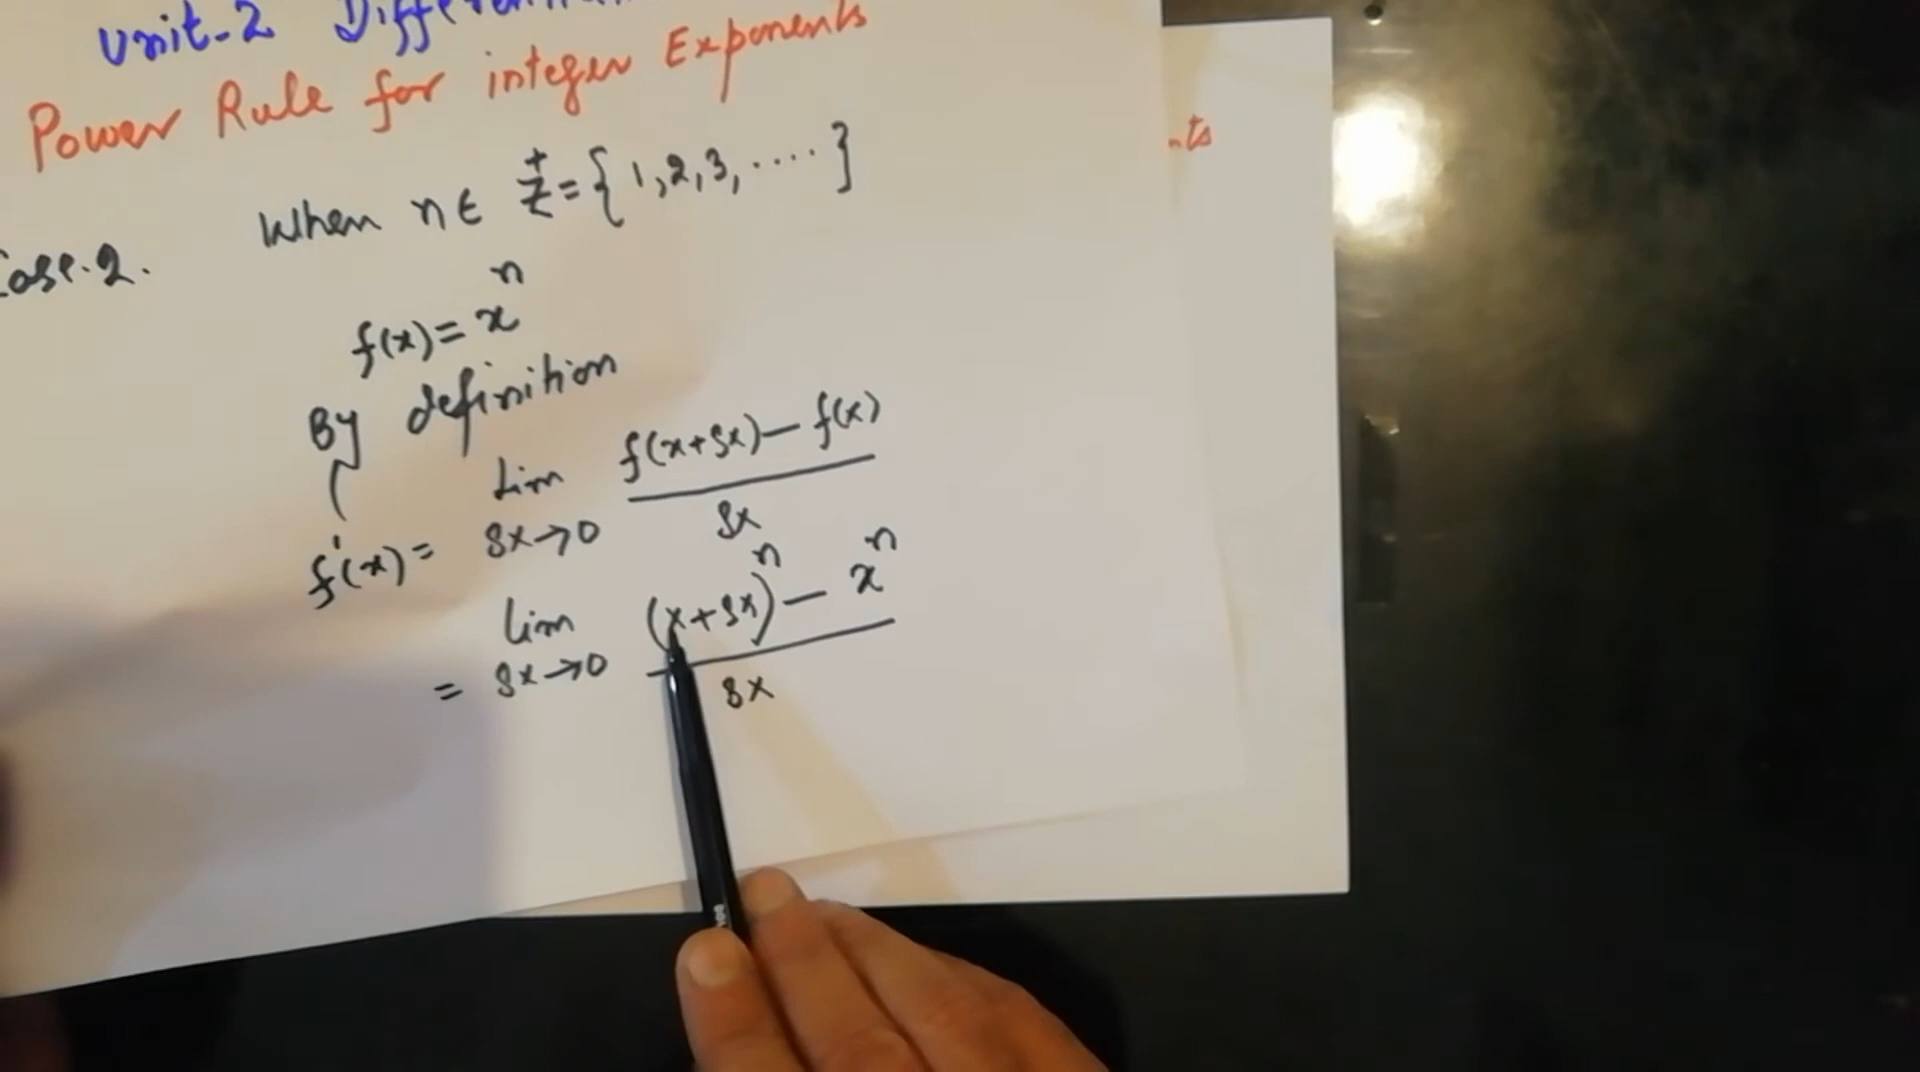 Unit-2
Power Rule for integer Exponents
nts
When n ∈ Z⁺ = {1,2,3,....}
Case.2.
f(x) = xⁿ
By definition
f'(x) = Lim δx→0 f(x+δx) — f(x) / δx
= Lim δx→0 (x+δx)ⁿ — xⁿ / δx